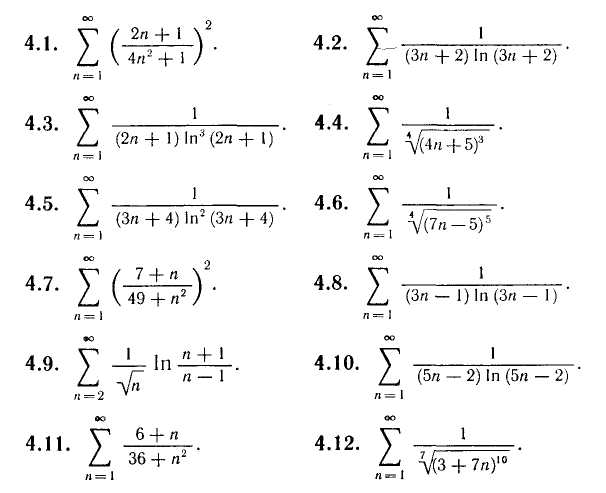 4.1. $\sum_{n=1}^{\infty} \left( \frac{2n+1}{4n^2+1} \right)^2.$ 4.2. $\sum_{n=1}^{\infty} \frac{1}{(3n+2) \ln (3n+2)}.$
4.3. $\sum_{n=1}^{\infty} \frac{1}{(2n+1) \ln^3 (2n+1)}.$ 4.4. $\sum_{n=1}^{\infty} \frac{1}{\sqrt[4]{(4n+5)^3}}.$
4.5. $\sum_{n=1}^{\infty} \frac{1}{(3n+4) \ln^2 (3n+4)}.$ 4.6. $\sum_{n=1}^{\infty} \frac{1}{\sqrt[4]{(7n-5)^5}}.$
4.7. $\sum_{n=1}^{\infty} \left( \frac{7+n}{49+n^2} \right)^2.$ 4.8. $\sum_{n=1}^{\infty} \frac{1}{(3n-1) \ln (3n-1)}.$
4.9. $\sum_{n=2}^{\infty} \frac{1}{\sqrt{n}} \ln \frac{n+1}{n-1}.$ 4.10. $\sum_{n=1}^{\infty} \frac{1}{(5n-2) \ln (5n-2)}.$
4.11. $\sum_{n=1}^{\infty} \frac{6+n}{36+n^2}.$ 4.12. $\sum_{n=1}^{\infty} \frac{1}{\sqrt[7]{(3+7n)^{10}}}.$